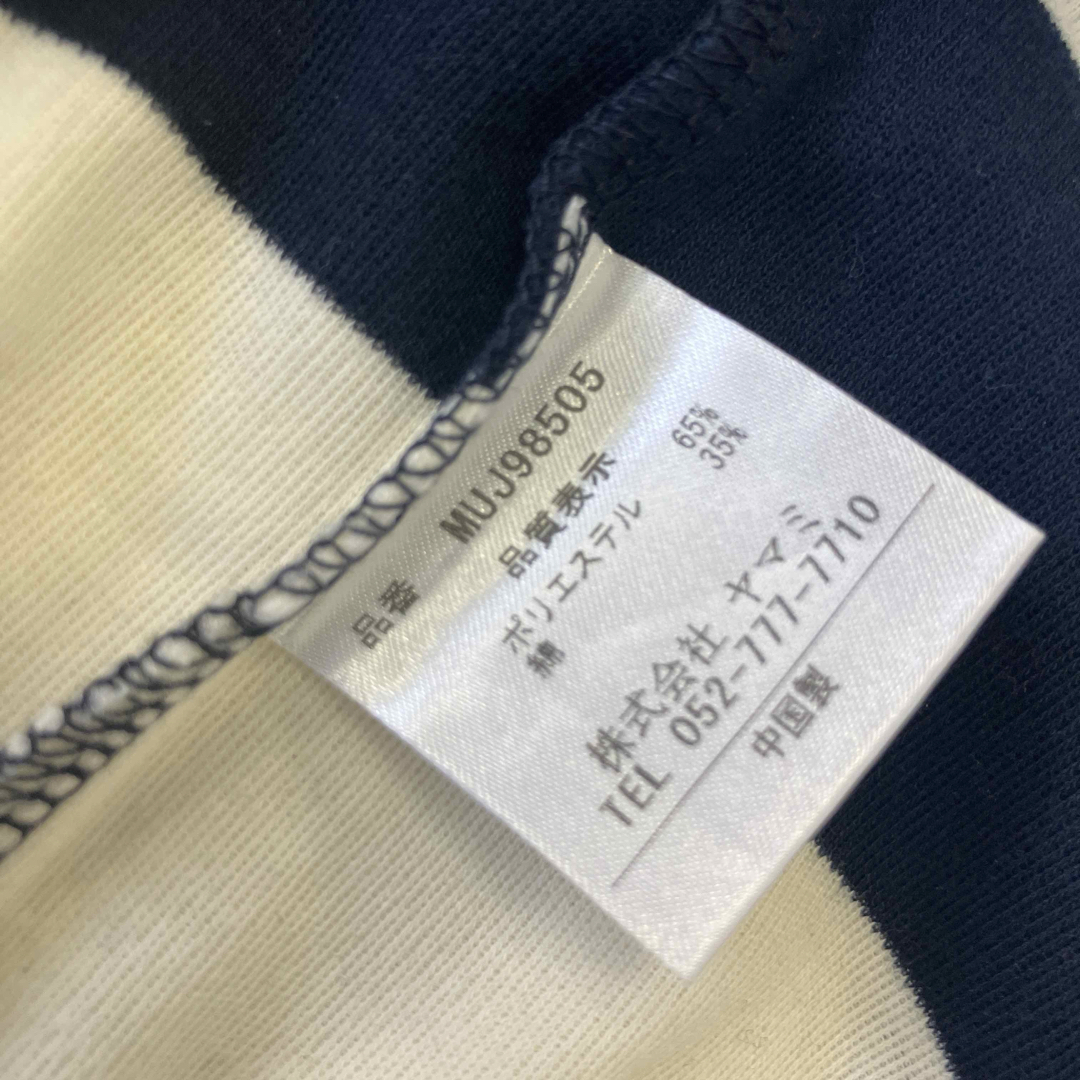 品番 MUJ98505
品質表示
ポリエステル 65%
綿 35%
株式会社 ヤマミ
TEL 052-777-7710
中国製